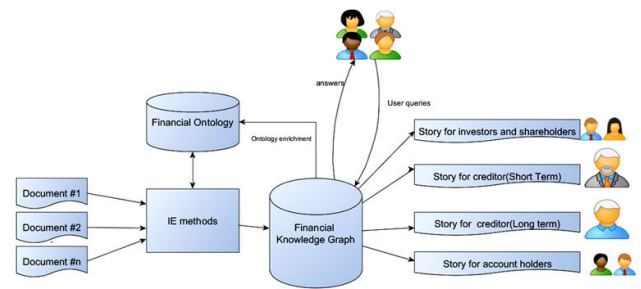 answers
User queries
Financial Ontology
Ontology enrichment
Story for investors and shareholders
Story for creditor(Short Term)
Document #1
Document #2
Document #n
IE methods
Financial
Knowledge Graph
Story for creditor(Long term)
Story for account holders